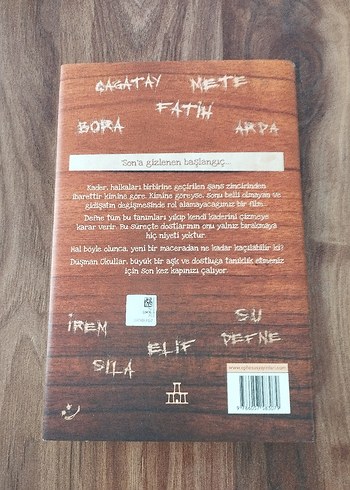 ÇAĞATAY METE
FATİH
BORA ARDA
Son'a gizlenen başlangıç...
Kader, halkaları birbirine geçirilen şans zincirinden
ibarettir kimine göre. Kimine göreyse, sonu belli olmayan ve
gidişatın değişmesinde rol alamayacağımız bir film.
Defne tüm bu tanımları yıkıp kendi kaderini çizmeye
karar verir. Bu süreçte dostlarının onu yalnız bırakmaya
hiç niyeti yoktur.
Hal böyle olunca, yeni bir maceradan ne kadar kaçılabilir ki?
Düşman Okullar, büyük bir aşk ve dostluğa tanıklık etmeniz
için son kez kapınızı çalıyor.
İREM SU
ELİF DEFNE
SILA